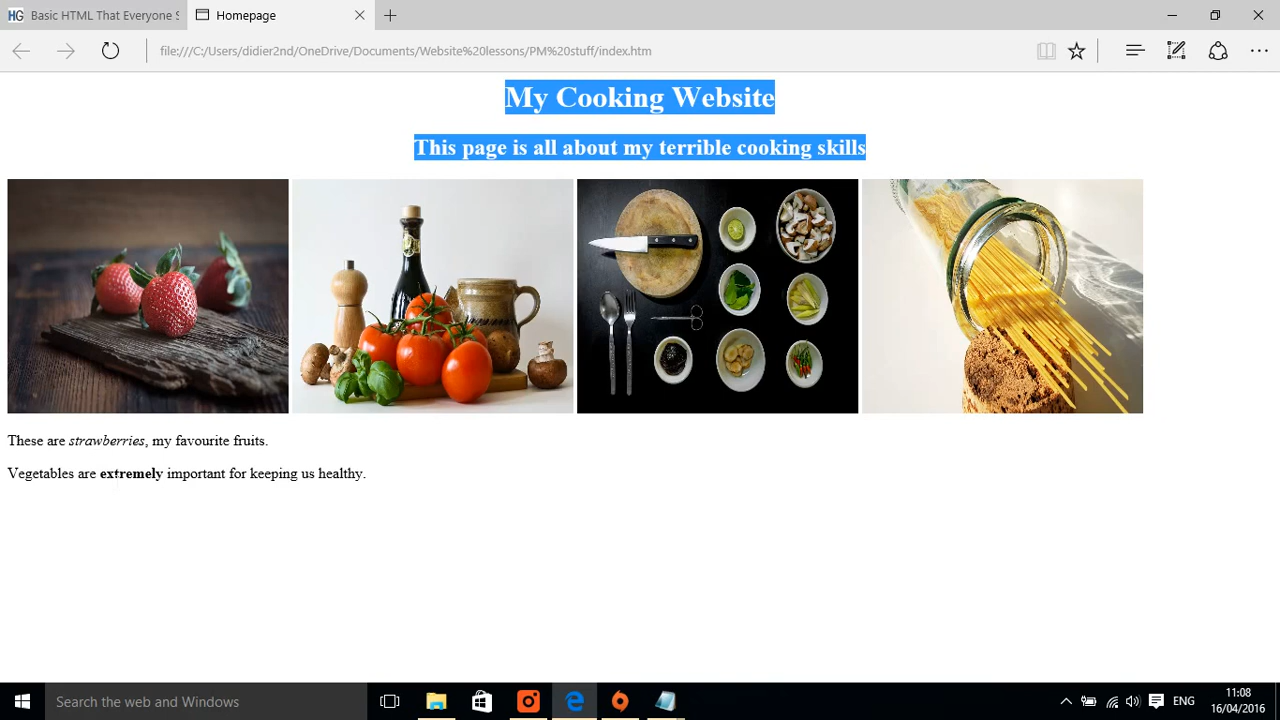 HG Basic HTML That Everyone S
Homepage
file:///C:/Users/didier2nd/OneDrive/Documents/Website%20lessons/PM%20stuff/index.htm
My Cooking Website
This page is all about my terrible cooking skills
These are strawberries, my favourite fruits.
Vegetables are extremely important for keeping us healthy.
Search the web and Windows
ENG
11:08
16/04/2016